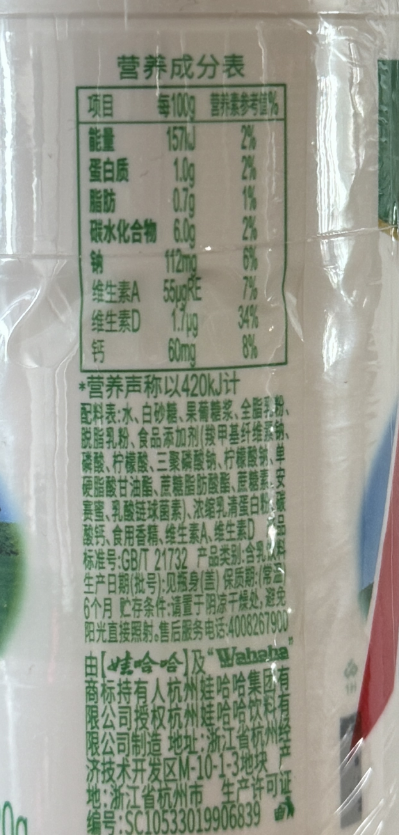 营养成分表
项目 每100g 营养素参考值%
能量 157kJ 2%
蛋白质 1.0g 2%
脂肪 0.7g 1%
碳水化合物 6.0g 2%
钠 112mg 6%
维生素A 55μgRE 7%
维生素D 1.7μg 34%
钙 60mg 8%
*营养声称以420kJ计
配料表:水、白砂糖、果葡糖浆、全脂乳粉、
脱脂乳粉、食品添加剂(羧甲基纤维素钠、
磷酸、柠檬酸、三聚磷酸钠、柠檬酸钠、单
硬脂酸甘油酯、蔗糖脂肪酸酯、蔗糖素、安
赛蜜、乳酸链球菌素)、浓缩乳清蛋白粉、碳
酸钙、食用香精、维生素A、维生素D 品
标准号:GB/T 21732 产品类别:含乳 料
生产日期(批号):见瓶身(盖) 保质期:(常温)
6个月 贮存条件:请置于阴凉干燥处,避免
阳光直接照射。售后服务电话:4008267900
由【娃哈哈】及"Wahaha"
商标持有人杭州娃哈哈集团有
限公司授权杭州娃哈哈饮料有
限公司制造 地址:浙江省杭州经
济技术开发区M-10-1-3地块 产
地:浙江省杭州市 生产许可证
编号:SC10533019906839
0g